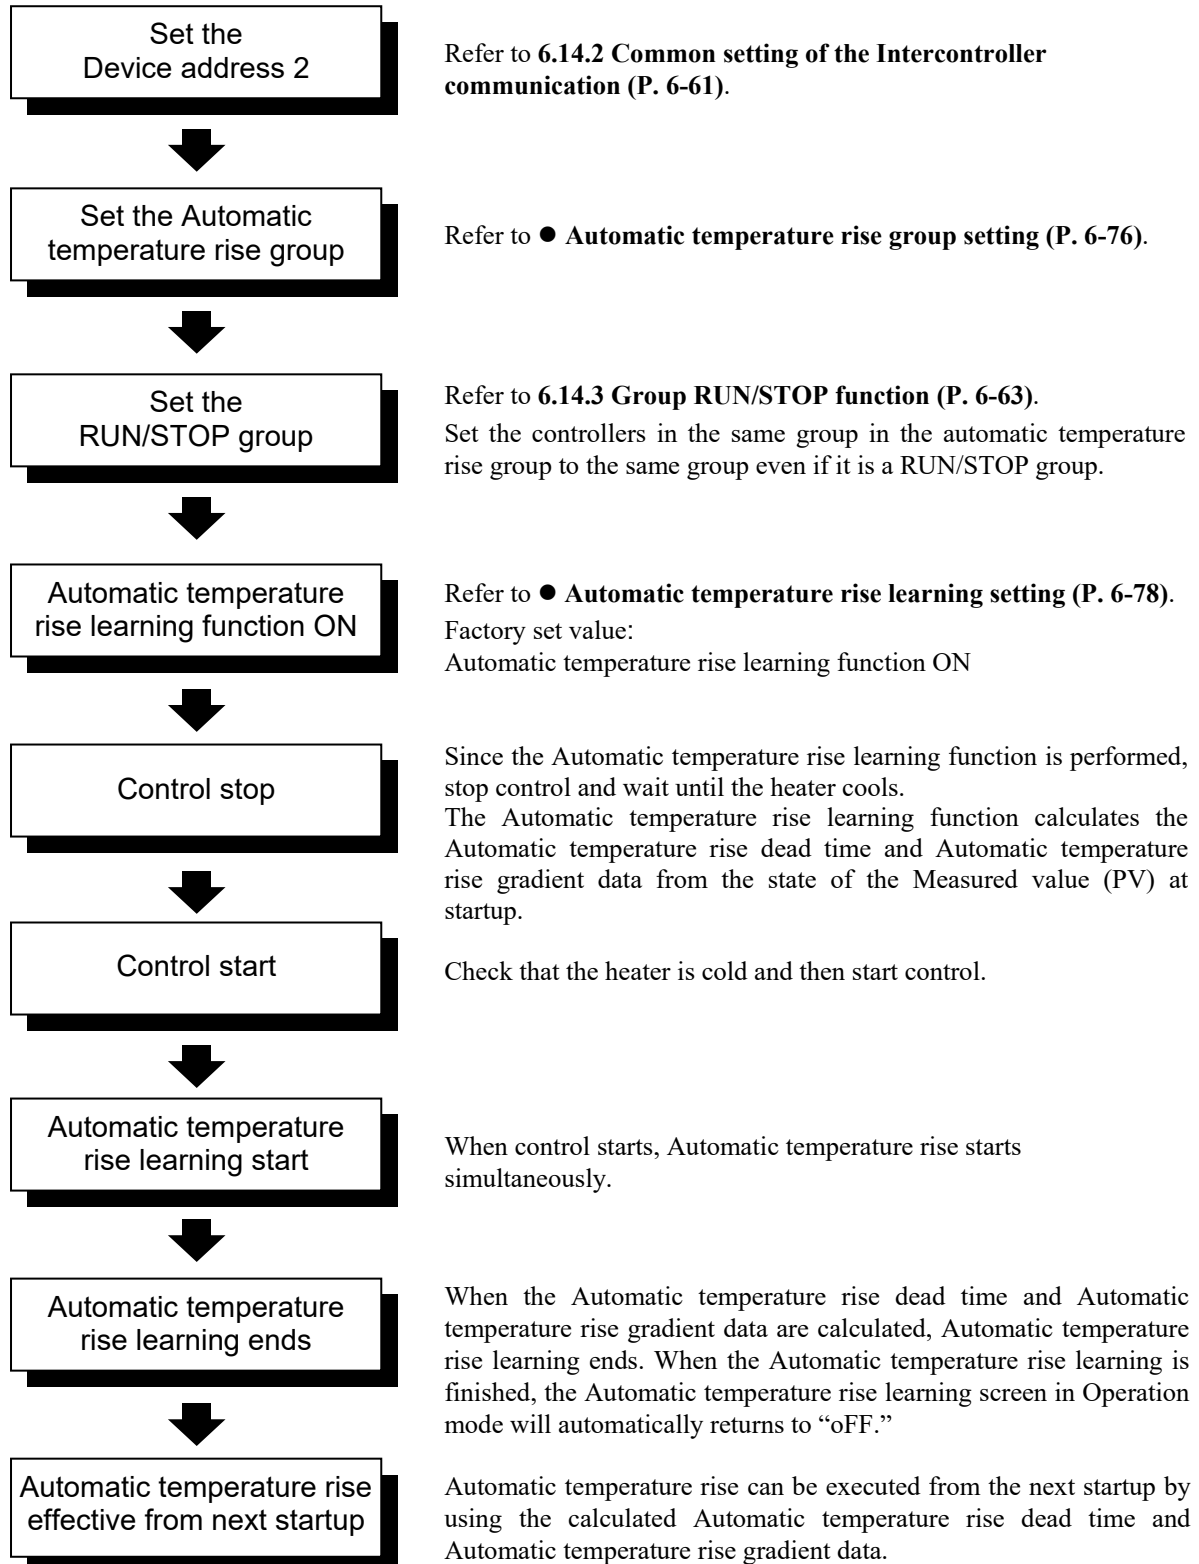 Set the
Device address 2
Refer to 6.14.2 Common setting of the Intercontroller
communication (P. 6-61).
Set the Automatic
temperature rise group
Refer to ● Automatic temperature rise group setting (P. 6-76).
Set the
RUN/STOP group
Refer to 6.14.3 Group RUN/STOP function (P. 6-63).
Set the controllers in the same group in the automatic temperature
rise group to the same group even if it is a RUN/STOP group.
Automatic temperature
rise learning function ON
Refer to ● Automatic temperature rise learning setting (P. 6-78).
Factory set value:
Automatic temperature rise learning function ON
Control stop
Since the Automatic temperature rise learning function is performed,
stop control and wait until the heater cools.
The Automatic temperature rise learning function calculates the
Automatic temperature rise dead time and Automatic temperature
rise gradient data from the state of the Measured value (PV) at
startup.
Control start
Check that the heater is cold and then start control.
Automatic temperature
rise learning start
When control starts, Automatic temperature rise starts
simultaneously.
Automatic temperature
rise learning ends
When the Automatic temperature rise dead time and Automatic
temperature rise gradient data are calculated, Automatic temperature
rise learning ends. When the Automatic temperature rise learning is
finished, the Automatic temperature rise learning screen in Operation
mode will automatically returns to “oFF.”
Automatic temperature rise
effective from next startup
Automatic temperature rise can be executed from the next startup by
using the calculated Automatic temperature rise dead time and
Automatic temperature rise gradient data.